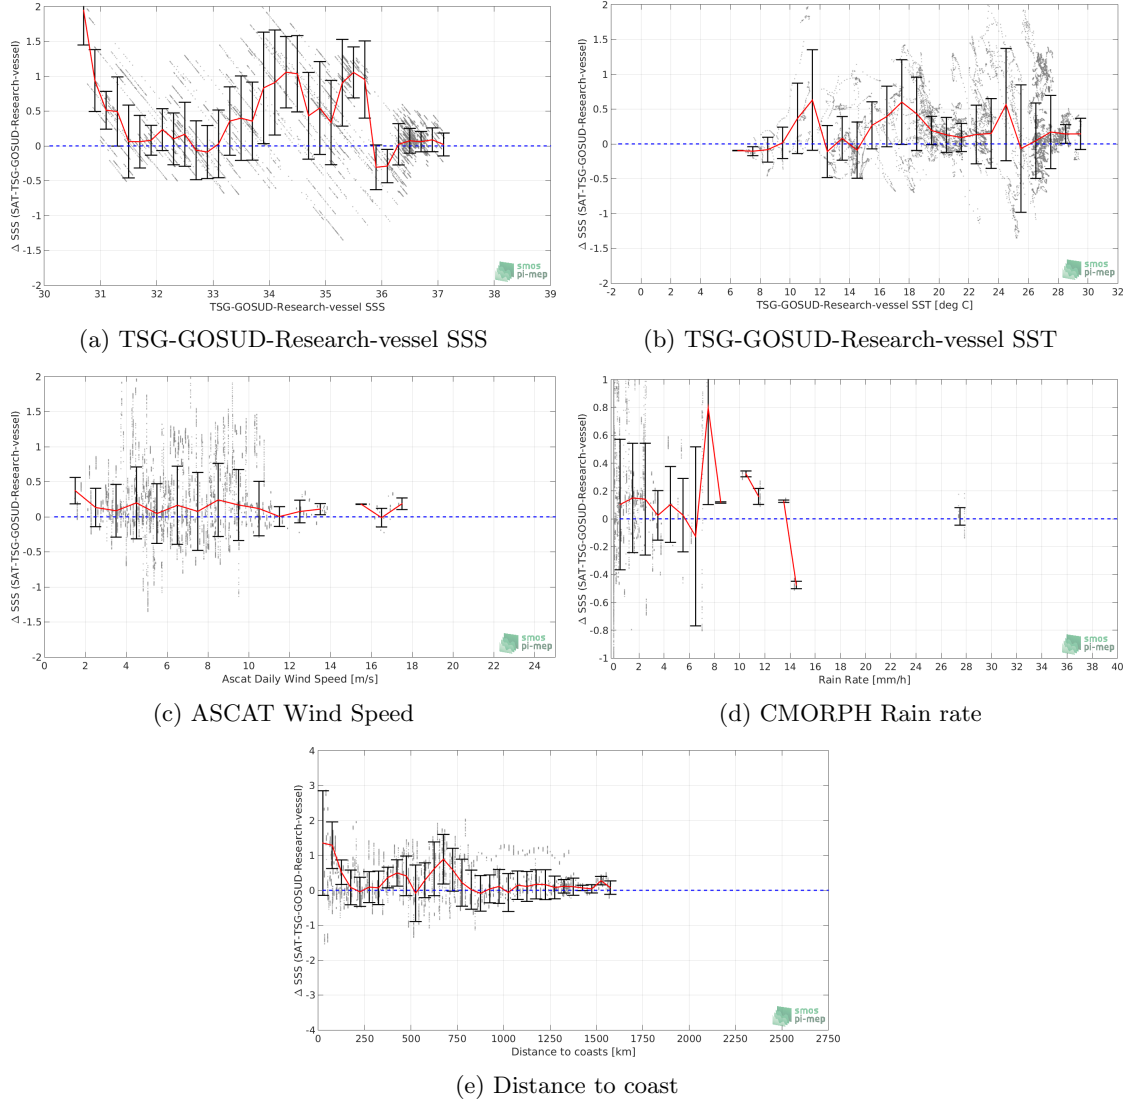 2
1.5
1
0.5
0
-0.5
-1
-1.5
-2
Δ SSS (SAT-TSG-GOSUD-Research-vessel)
30 31 32 33 34 35 36 37 38 39
TSG-GOSUD-Research-vessel SSS
smos
pi-mep
(a) TSG-GOSUD-Research-vessel SSS
2
1.5
1
0.5
0
-0.5
-1
-1.5
-2
Δ SSS (SAT-TSG-GOSUD-Research-vessel)
-2 0 2 4 6 8 10 12 14 16 18 20 22 24 26 28 30 32
TSG-GOSUD-Research-vessel SST [deg C]
smos
pi-mep
(b) TSG-GOSUD-Research-vessel SST
2
1.5
1
0.5
0
-0.5
-1
-1.5
-2
Δ SSS (SAT-TSG-GOSUD-Research-vessel)
2 4 6 8 10 12 14 16 18 20 22 24
Ascat Daily Wind Speed [m/s]
smos
pi-mep
(c) ASCAT Wind Speed
1
0.8
0.6
0.4
0.2
0
-0.2
-0.4
-0.6
-0.8
-1
Δ SSS (SAT-TSG-GOSUD-Research-vessel)
0 2 4 6 8 10 12 14 16 18 20 22 24 26 28 30 32 34 36 38 40
Rain Rate [mm/h]
smos
pi-mep
(d) CMORPH Rain rate
4
3
2
1
0
-1
-2
-3
-4
Δ SSS (SAT-TSG-GOSUD-Research-vessel)
0 250 500 750 1000 1250 1500 1750 2000 2250 2500 2750
Distance to coasts [km]
smos
pi-mep
(e) Distance to coast